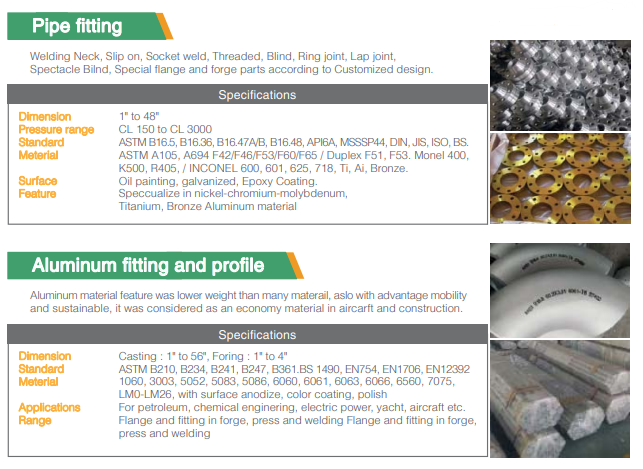 Pipe fitting
Welding Neck, Slip on, Socket weld, Threaded, Blind, Ring joint, Lap joint,
Spectacle Bilnd, Special flange and forge parts according to Customized design.
Specifications
Dimension 1" to 48"
Pressure range CL 150 to CL 3000
Standard ASTM B16.5, B16.36, B16.47A/B, B16.48, API6A, MSSSP44, DIN, JIS, ISO, BS.
Meterial ASTM A105, A694 F42/F46/F53/F60/F65 / Duplex F51, F53. Monel 400,
K500, R405, / INCONEL 600, 601, 625, 718, Ti, Ai, Bronze.
Surface Oil painting, galvanized, Epoxy Coating.
Feature Speccualize in nickel-chromium-molybdenum,
Titanium, Bronze Aluminum material
Aluminum fitting and profile
Aluminum material feature was lower weight than many materail, aslo with advantage mobility
and sustainable, it was considered as an economy material in aircarft and construction.
Specifications
Dimension Casting : 1" to 56", Foring : 1" to 4"
Standard ASTM B210, B234, B241, B247, B361.BS 1490, EN754, EN1706, EN12392
Meterial 1060, 3003, 5052, 5083, 5086, 6060, 6061, 6063, 6066, 6560, 7075,
LM0-LM26, with surface anodize, color coating, polish
Applications For petroleum, chemical enginering, electric power, yacht, aircraft etc.
Range Flange and fitting in forge, press and welding Flange and fitting in forge,
press and welding